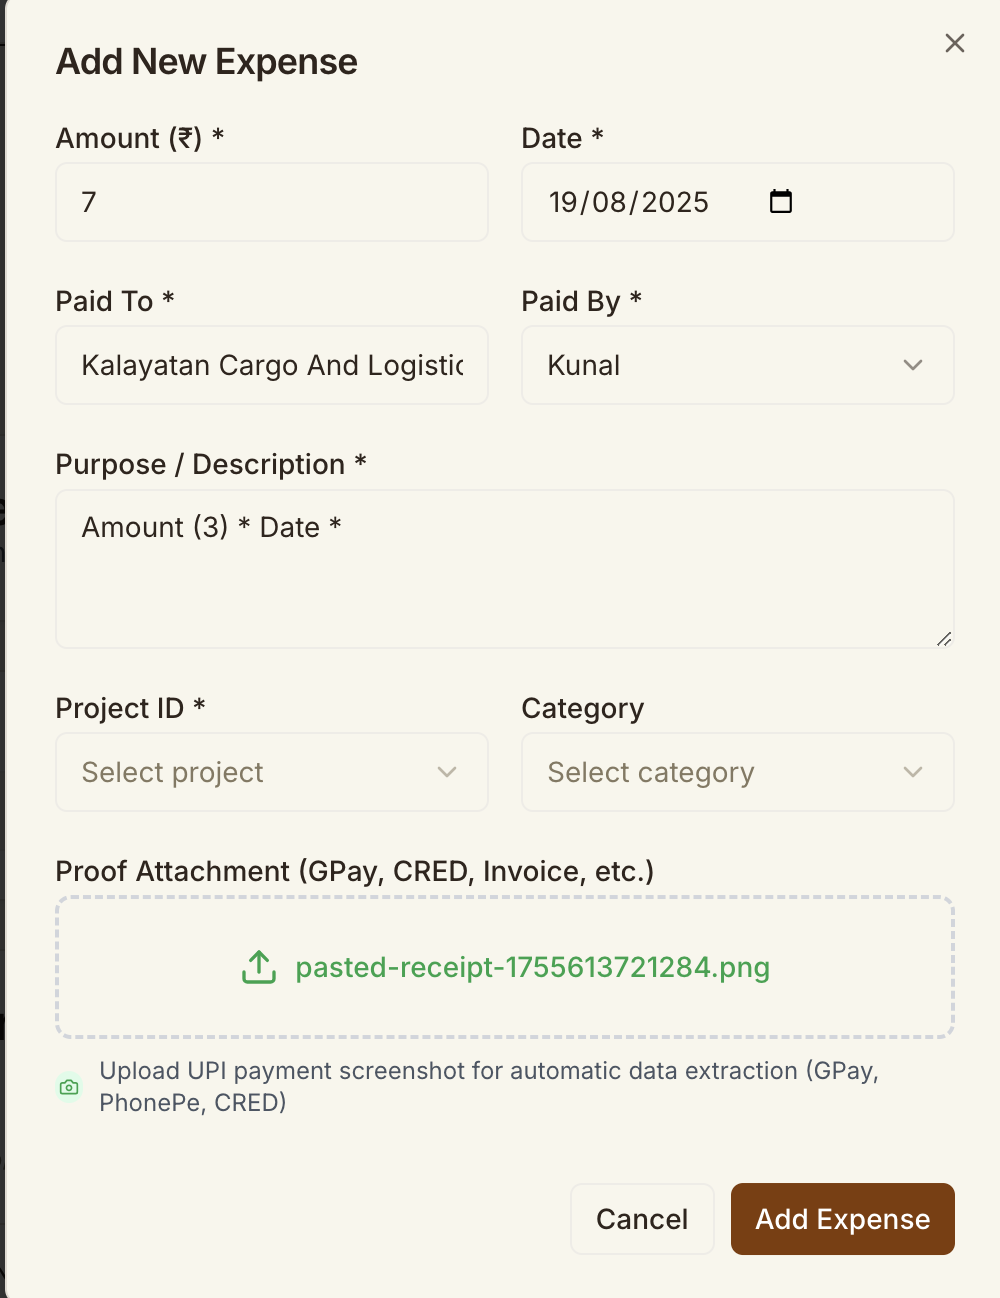 Add New Expense
Amount (₹) *
Date *
7
19/08/2025
Paid To *
Paid By *
Kalayatan Cargo And Logistic
Kunal
Purpose / Description *
Amount (3) * Date *
Project ID *
Category
Select project
Select category
Proof Attachment (GPay, CRED, Invoice, etc.)
pasted-receipt-1755613721284.png
Upload UPI payment screenshot for automatic data extraction (GPay,
PhonePe, CRED)
Cancel
Add Expense